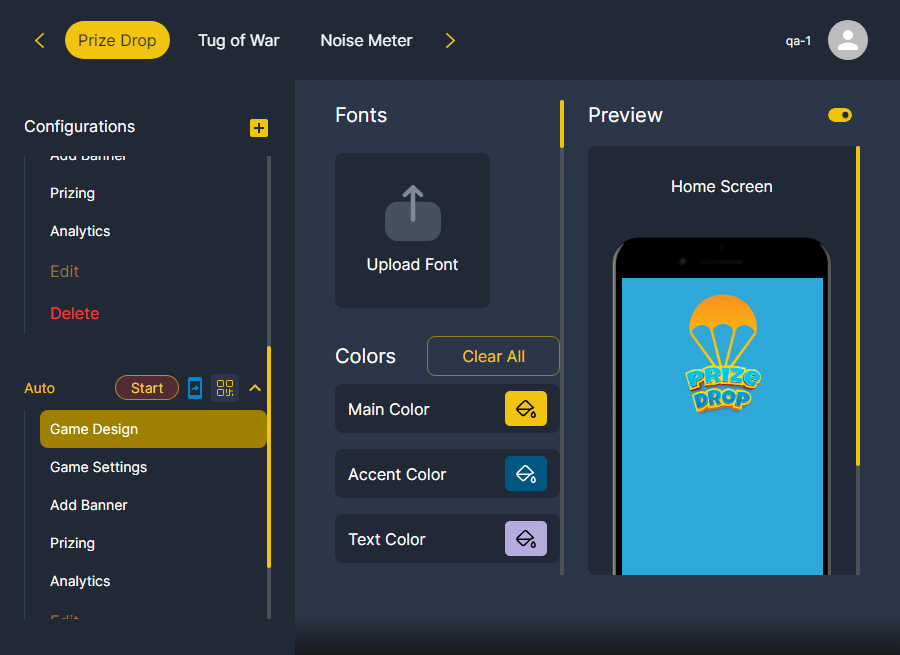 Prize Drop
Tug of War
Noise Meter
qa-1
Configurations
Add Banner
Prizing
Analytics
Edit
Delete
Auto
Start
Game Design
Game Settings
Add Banner
Prizing
Analytics
Edit
Fonts
Upload Font
Colors
Clear All
Main Color
Accent Color
Text Color
Preview
Home Screen
PRIZE
DROP